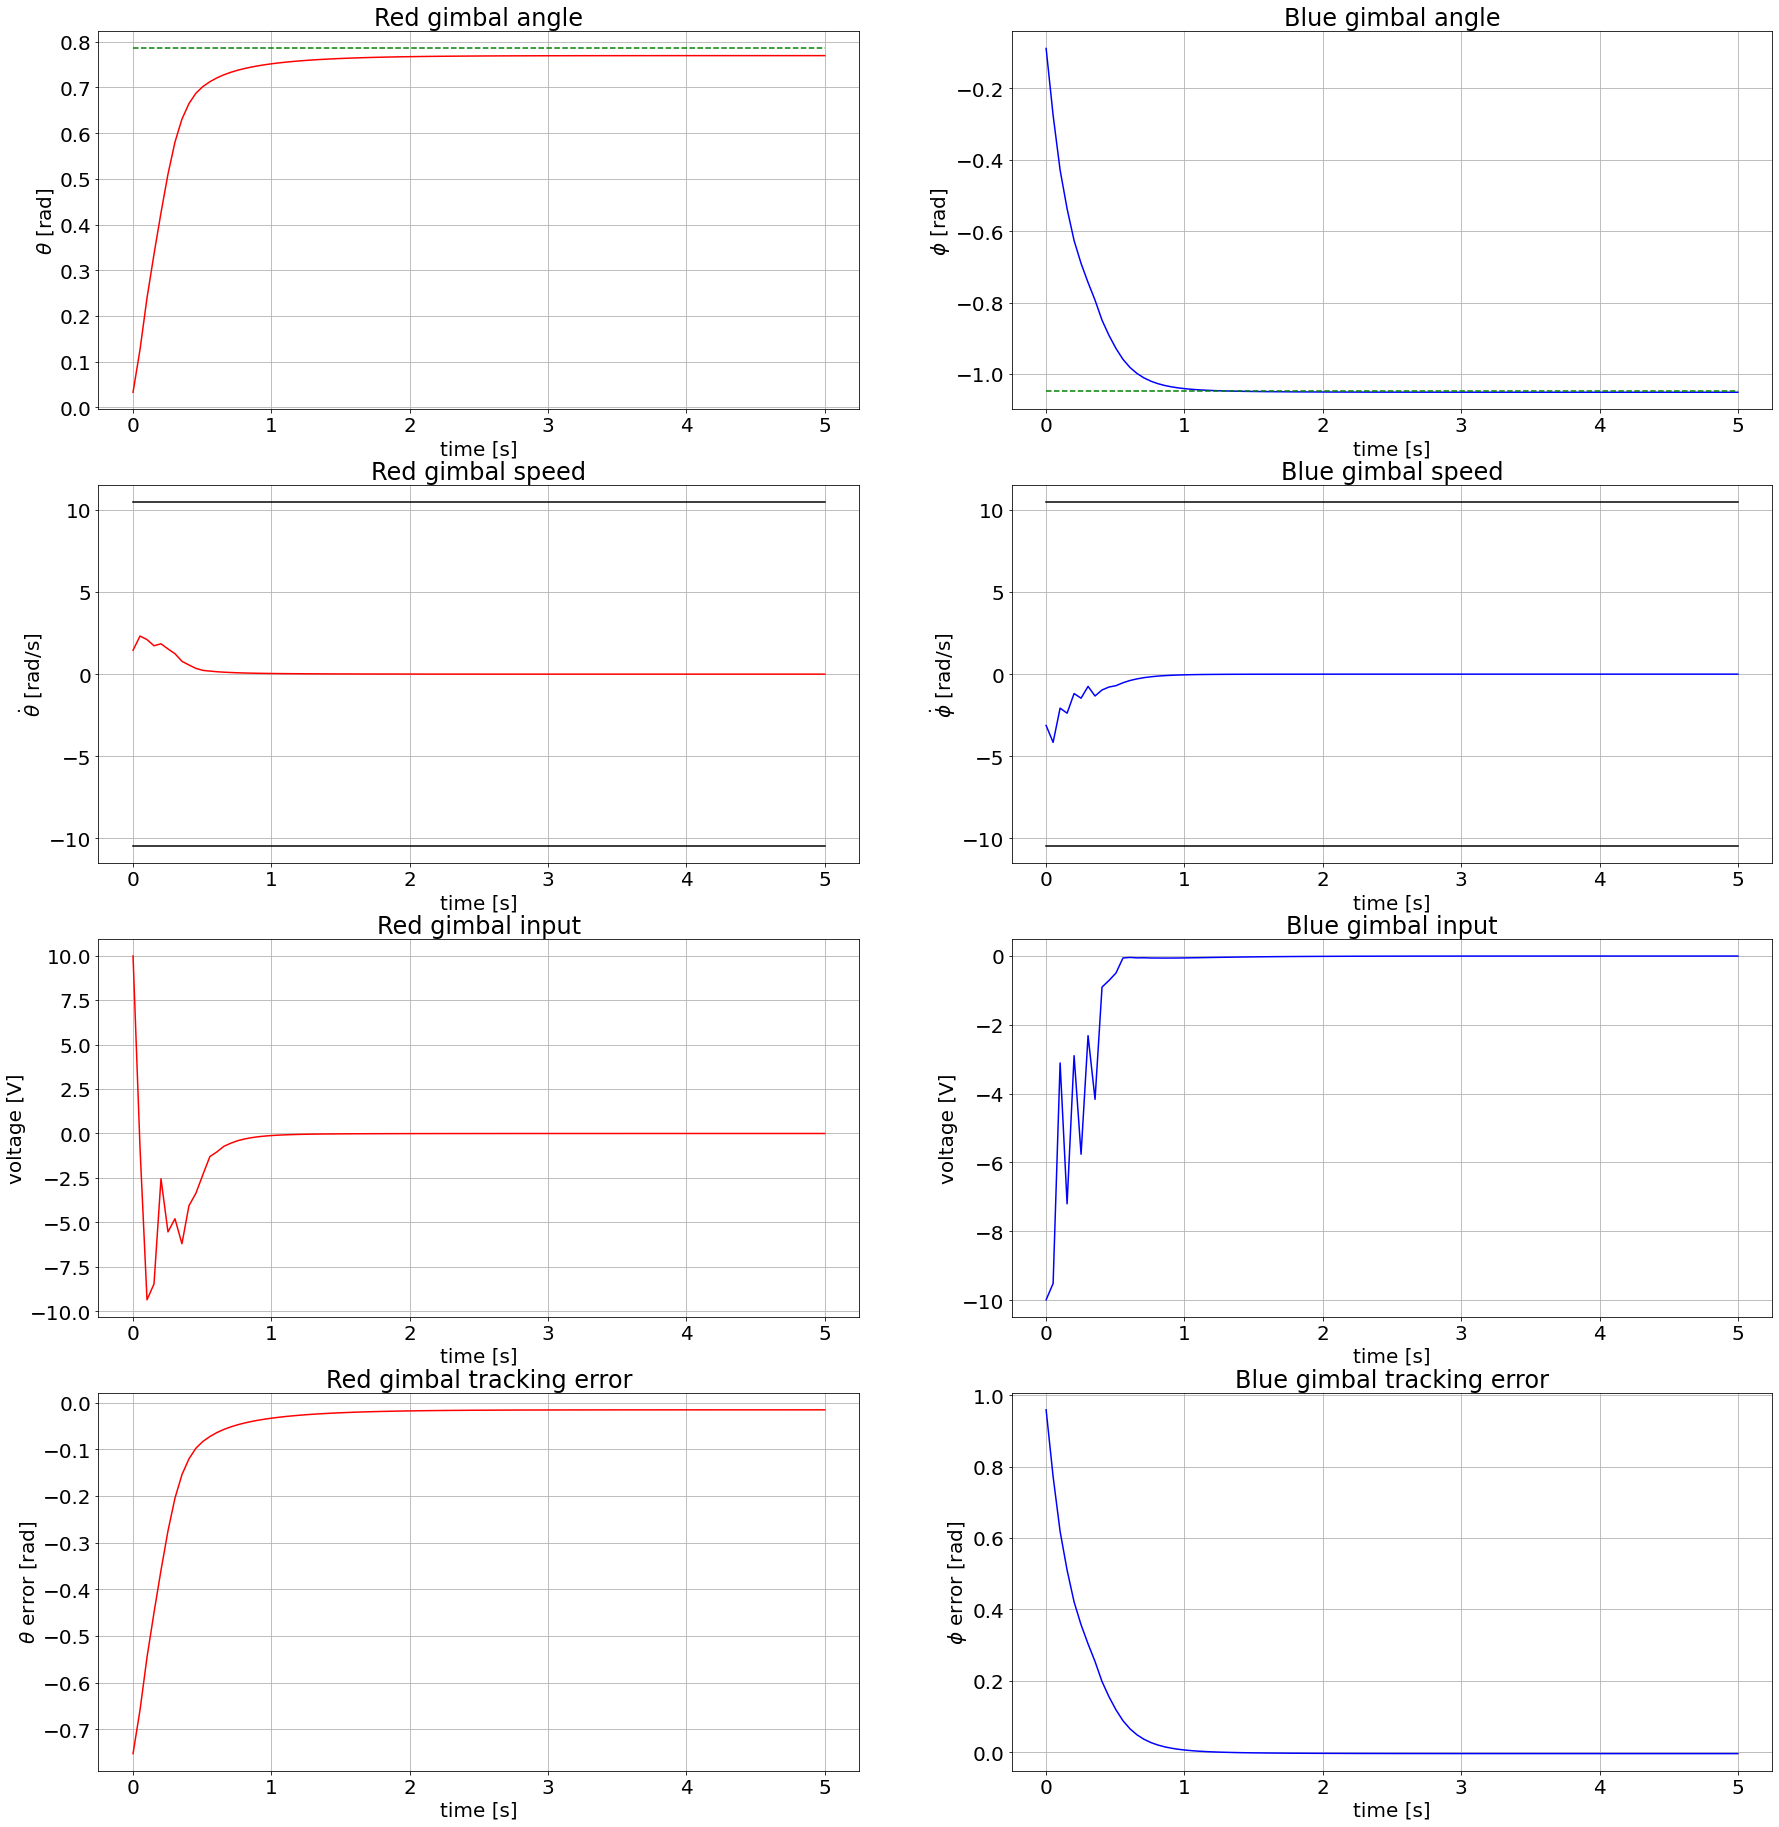 Red gimbal angle
θ [rad]
0.8
0.7
0.6
0.5
0.4
0.3
0.2
0.1
0.0
0 1 2 3 4 5
time [s]
Blue gimbal angle
ϕ [rad]
−0.2
−0.4
−0.6
−0.8
−1.0
0 1 2 3 4 5
time [s]
Red gimbal speed
θ̇ [rad/s]
10
5
0
−5
−10
0 1 2 3 4 5
time [s]
Blue gimbal speed
ϕ̇ [rad/s]
10
5
0
−5
−10
0 1 2 3 4 5
time [s]
Red gimbal input
voltage [V]
10.0
7.5
5.0
2.5
0.0
−2.5
−5.0
−7.5
−10.0
0 1 2 3 4 5
time [s]
Blue gimbal input
voltage [V]
0
−2
−4
−6
−8
−10
0 1 2 3 4 5
time [s]
Red gimbal tracking error
θ error [rad]
0.0
−0.1
−0.2
−0.3
−0.4
−0.5
−0.6
−0.7
0 1 2 3 4 5
time [s]
Blue gimbal tracking error
ϕ error [rad]
1.0
0.8
0.6
0.4
0.2
0.0
0 1 2 3 4 5
time [s]